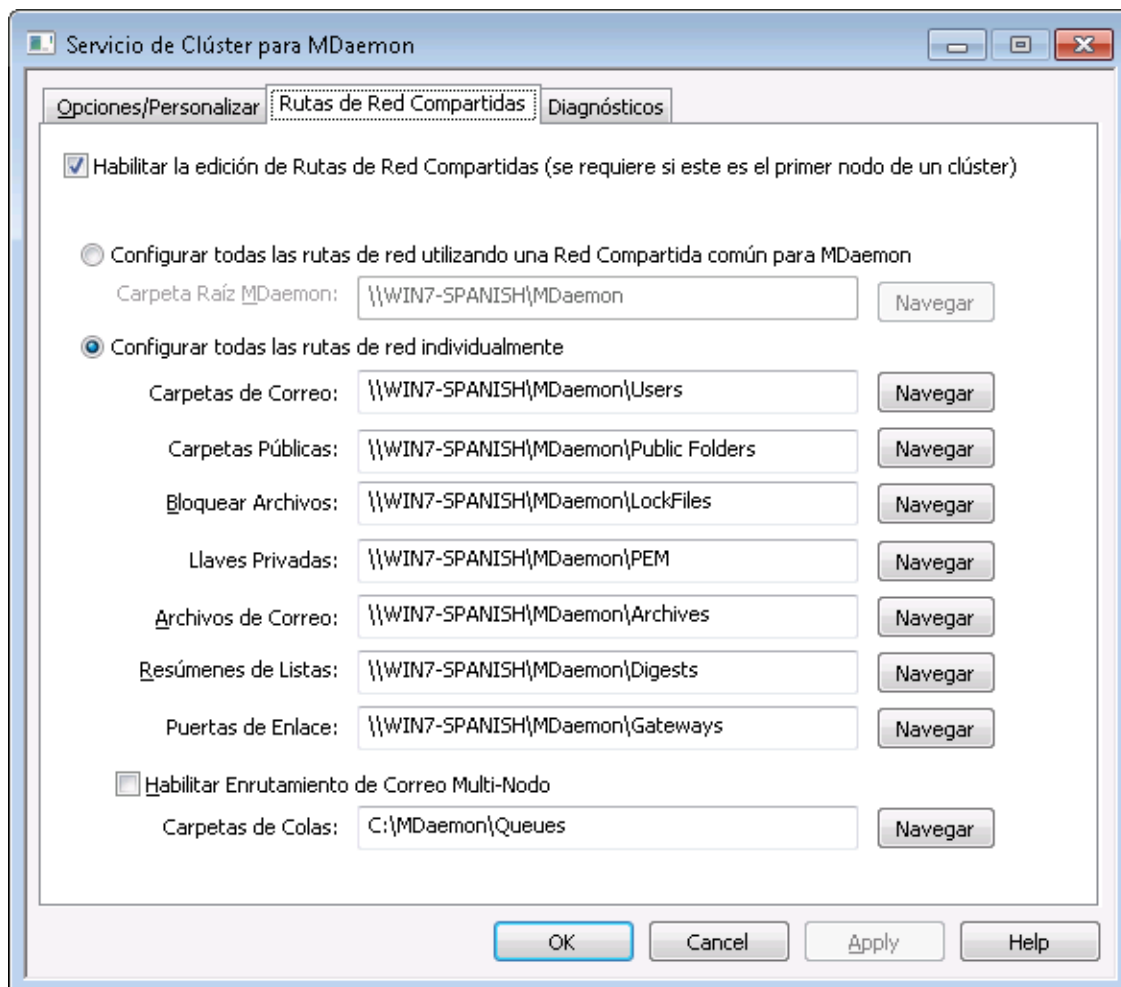 Servicio de Clúster para MDaemon
Opciones/Personalizar Rutas de Red Compartidas Diagnósticos
Habilitar la edición de Rutas de Red Compartidas (se requiere si este es el primer nodo de un clúster)
Configurar todas las rutas de red utilizando una Red Compartida común para MDaemon
Carpeta Raíz MDaemon: \\WIN7-SPANISH\MDaemon Navegar
Configurar todas las rutas de red individualmente
Carpetas de Correo: \\WIN7-SPANISH\MDaemon\Users Navegar
Carpetas Públicas: \\WIN7-SPANISH\MDaemon\Public Folders Navegar
Bloquear Archivos: \\WIN7-SPANISH\MDaemon\LockFiles Navegar
Llaves Privadas: \\WIN7-SPANISH\MDaemon\PEM Navegar
Archivos de Correo: \\WIN7-SPANISH\MDaemon\Archives Navegar
Resúmenes de Listas: \\WIN7-SPANISH\MDaemon\Digests Navegar
Puertas de Enlace: \\WIN7-SPANISH\MDaemon\Gateways Navegar
Habilitar Enrutamiento de Correo Multi-Nodo
Carpetas de Colas: C:\MDaemon\Queues Navegar
OK Cancel Apply Help